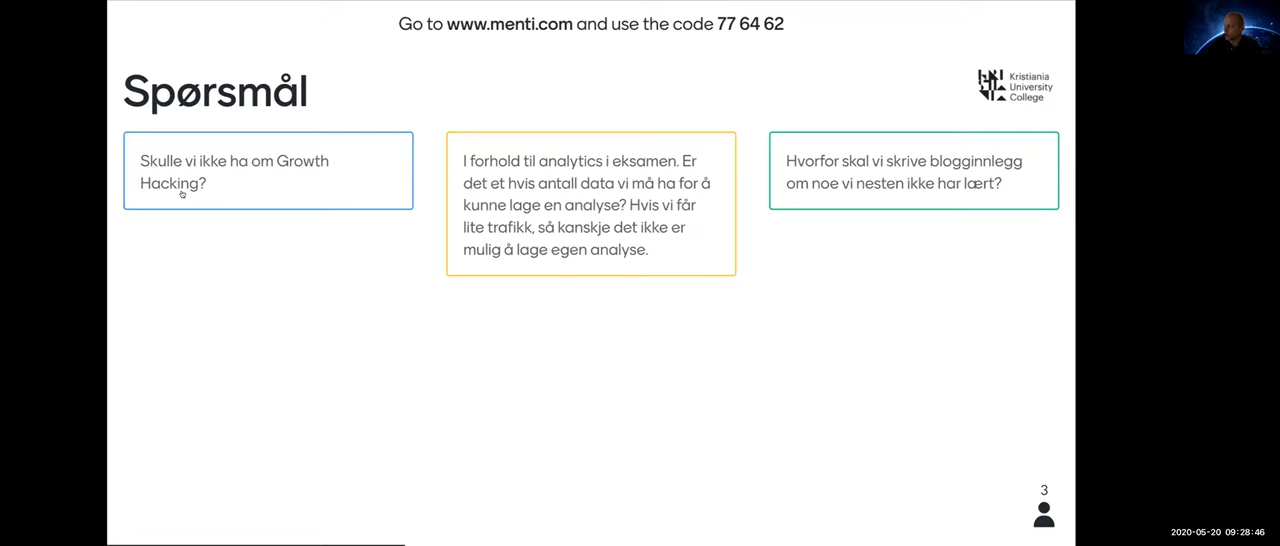 Go to www.menti.com and use the code 77 64 62
Spørsmål
Kristiania
University
College
Skulle vi ikke ha om Growth
Hacking?
I forhold til analytics i eksamen. Er
det et hvis antall data vi må ha for å
kunne lage en analyse? Hvis vi får
lite trafikk, så kanskje det ikke er
mulig å lage egen analyse.
Hvorfor skal vi skrive blogginnlegg
om noe vi nesten ikke har lært?
3
2020-05-20 09:28:46